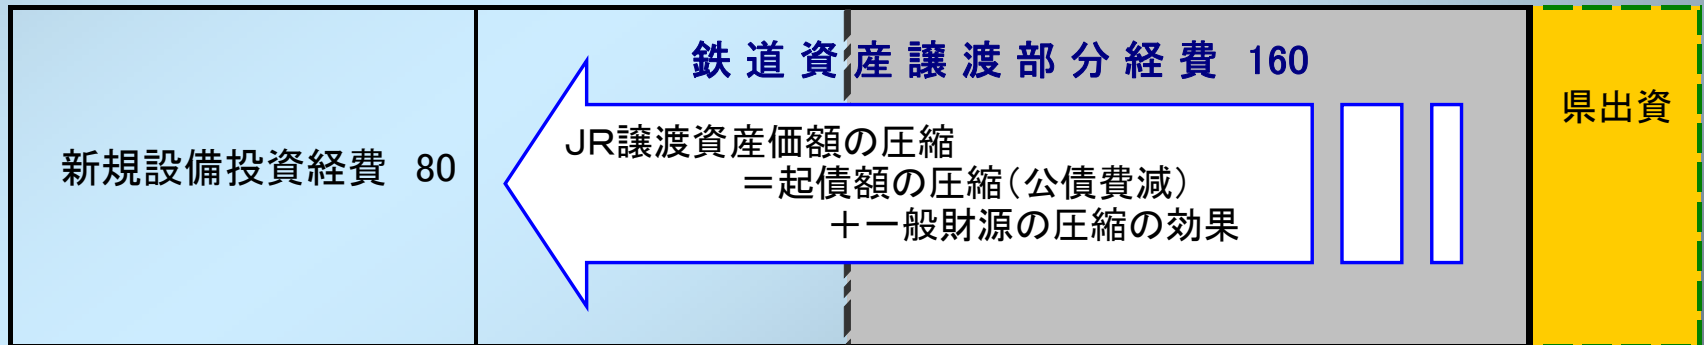 鉄道資産譲渡部分経費 160
新規設備投資経費 80
JR譲渡資産価額の圧縮
＝起債額の圧縮（公債費減）
＋一般財源の圧縮の効果
県出資